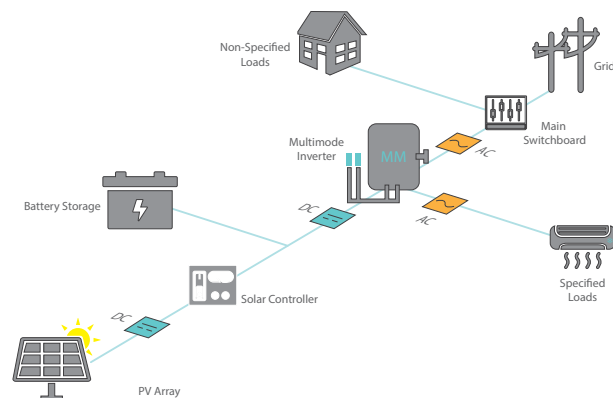 Non-Specified
Loads
Grid
Main
Switchboard
Multimode
Inverter
MM
AC
Battery Storage
DC
AC
Solar Controller
Specified
Loads
DC
PV Array